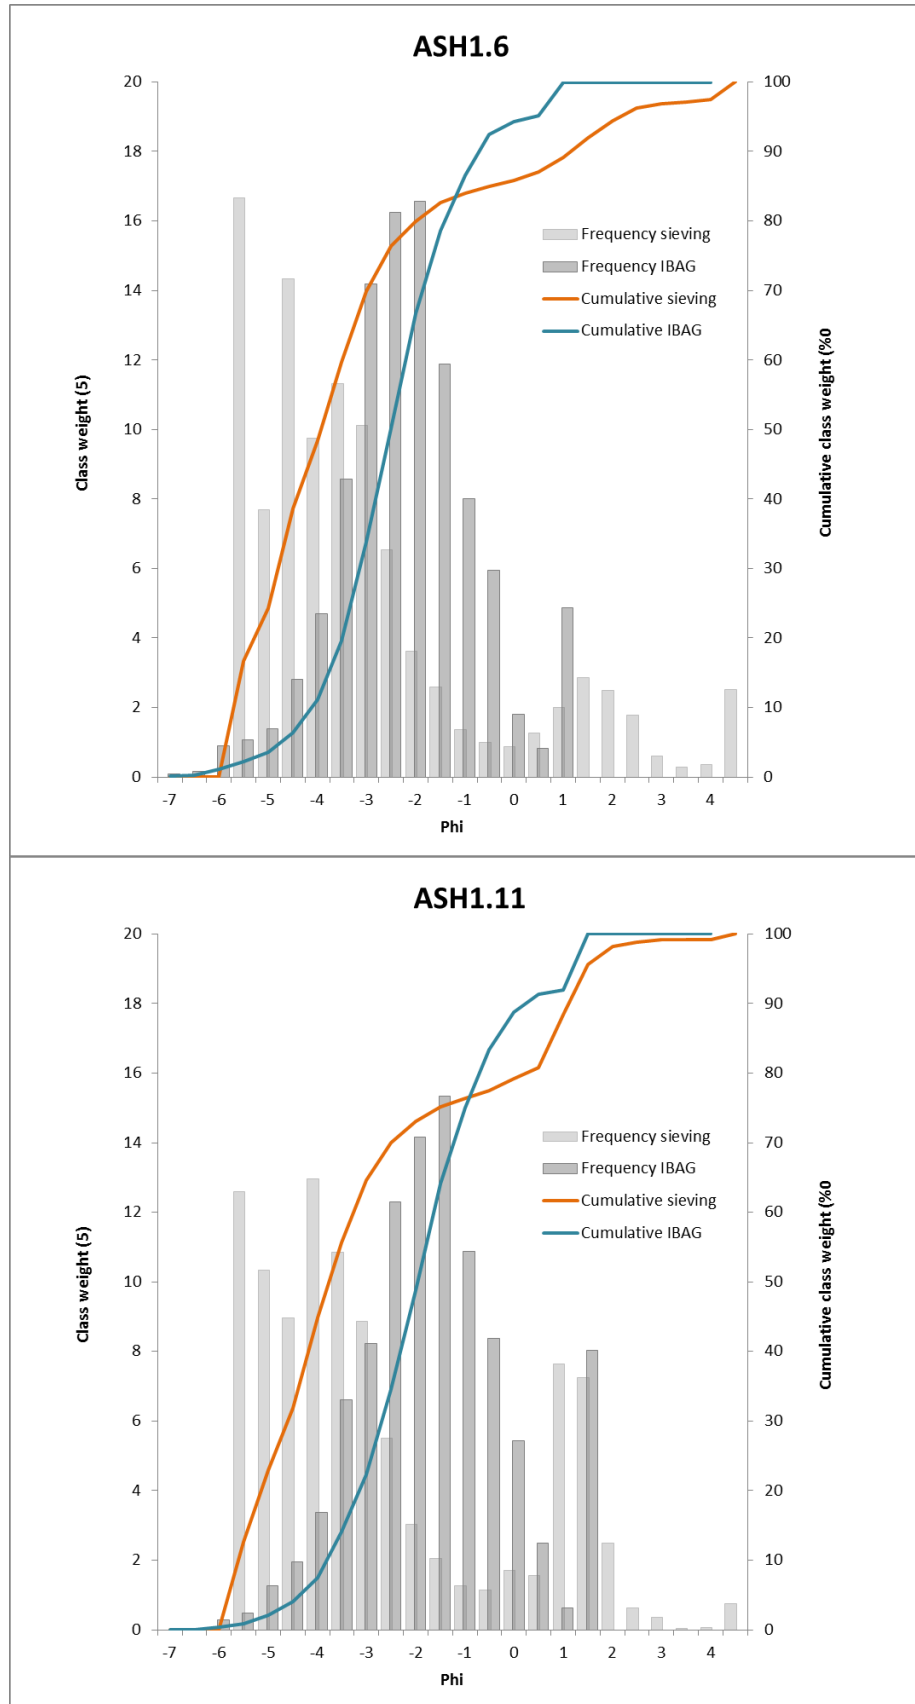 ASH1.6
20
18
16
14
12
10
8
6
4
2
0
Class weight (5)
100
90
80
70
60
50
40
30
20
10
0
Cumulative class weight (%0
Frequency sieving
Frequency IBAG
Cumulative sieving
Cumulative IBAG
-7 -6 -5 -4 -3 -2 -1 0 1 2 3 4
Phi
ASH1.11
20
18
16
14
12
10
8
6
4
2
0
Class weight (5)
100
90
80
70
60
50
40
30
20
10
0
Cumulative class weight (%0
Frequency sieving
Frequency IBAG
Cumulative sieving
Cumulative IBAG
-7 -6 -5 -4 -3 -2 -1 0 1 2 3 4
Phi